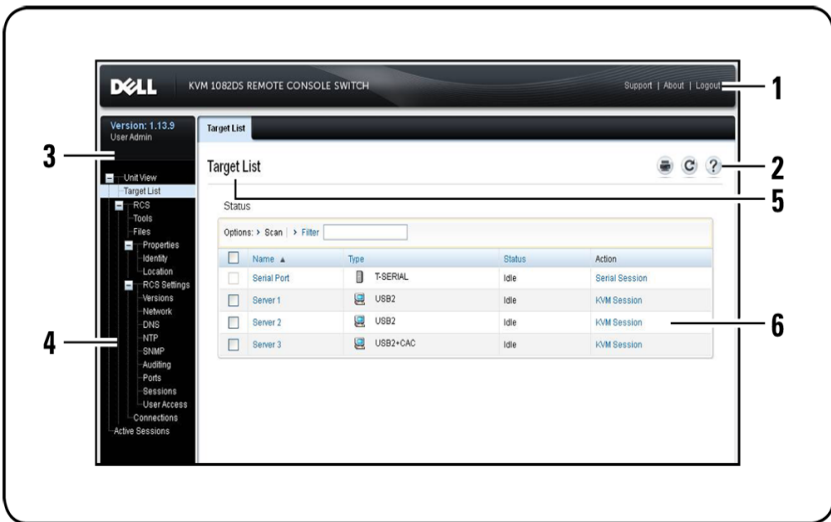 DELL KVM 1082DS REMOTE CONSOLE SWITCH Support | About | Logout 1
Version: 1.13.9
User Admin
Target List
3
Target List
2
Unit View
Target List
RCS
Tools
Files
Properties
Identity
Location
RCS Settings
Versions
Network
DNS
NTP
SNMP
Auditing
Ports
Sessions
User Access
Connections
Active Sessions
4
5
Status
Options: Scan | Filter
Name Type Status Action
Serial Port T-SERIAL Idle Serial Session
Server 1 USB2 Idle KVM Session
Server 2 USB2 Idle KVM Session
6
Server 3 USB2+CAC Idle KVM Session